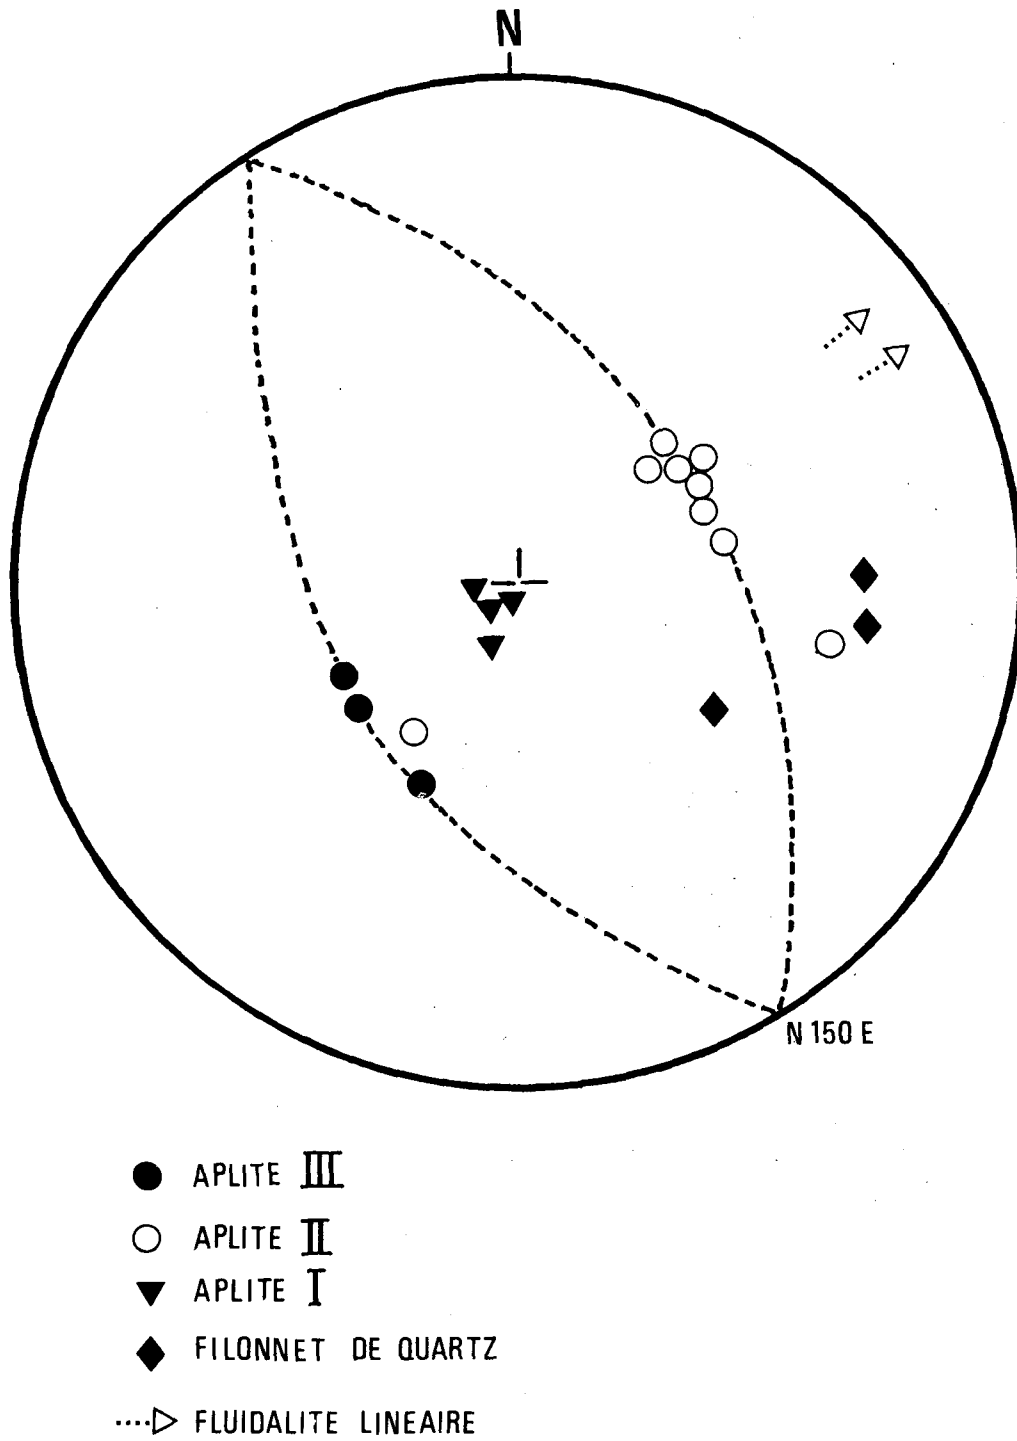 N
N 150 E
APLITE III
APLITE II
APLITE I
FILONNET DE QUARTZ
FLUIDALITE LINEAIRE